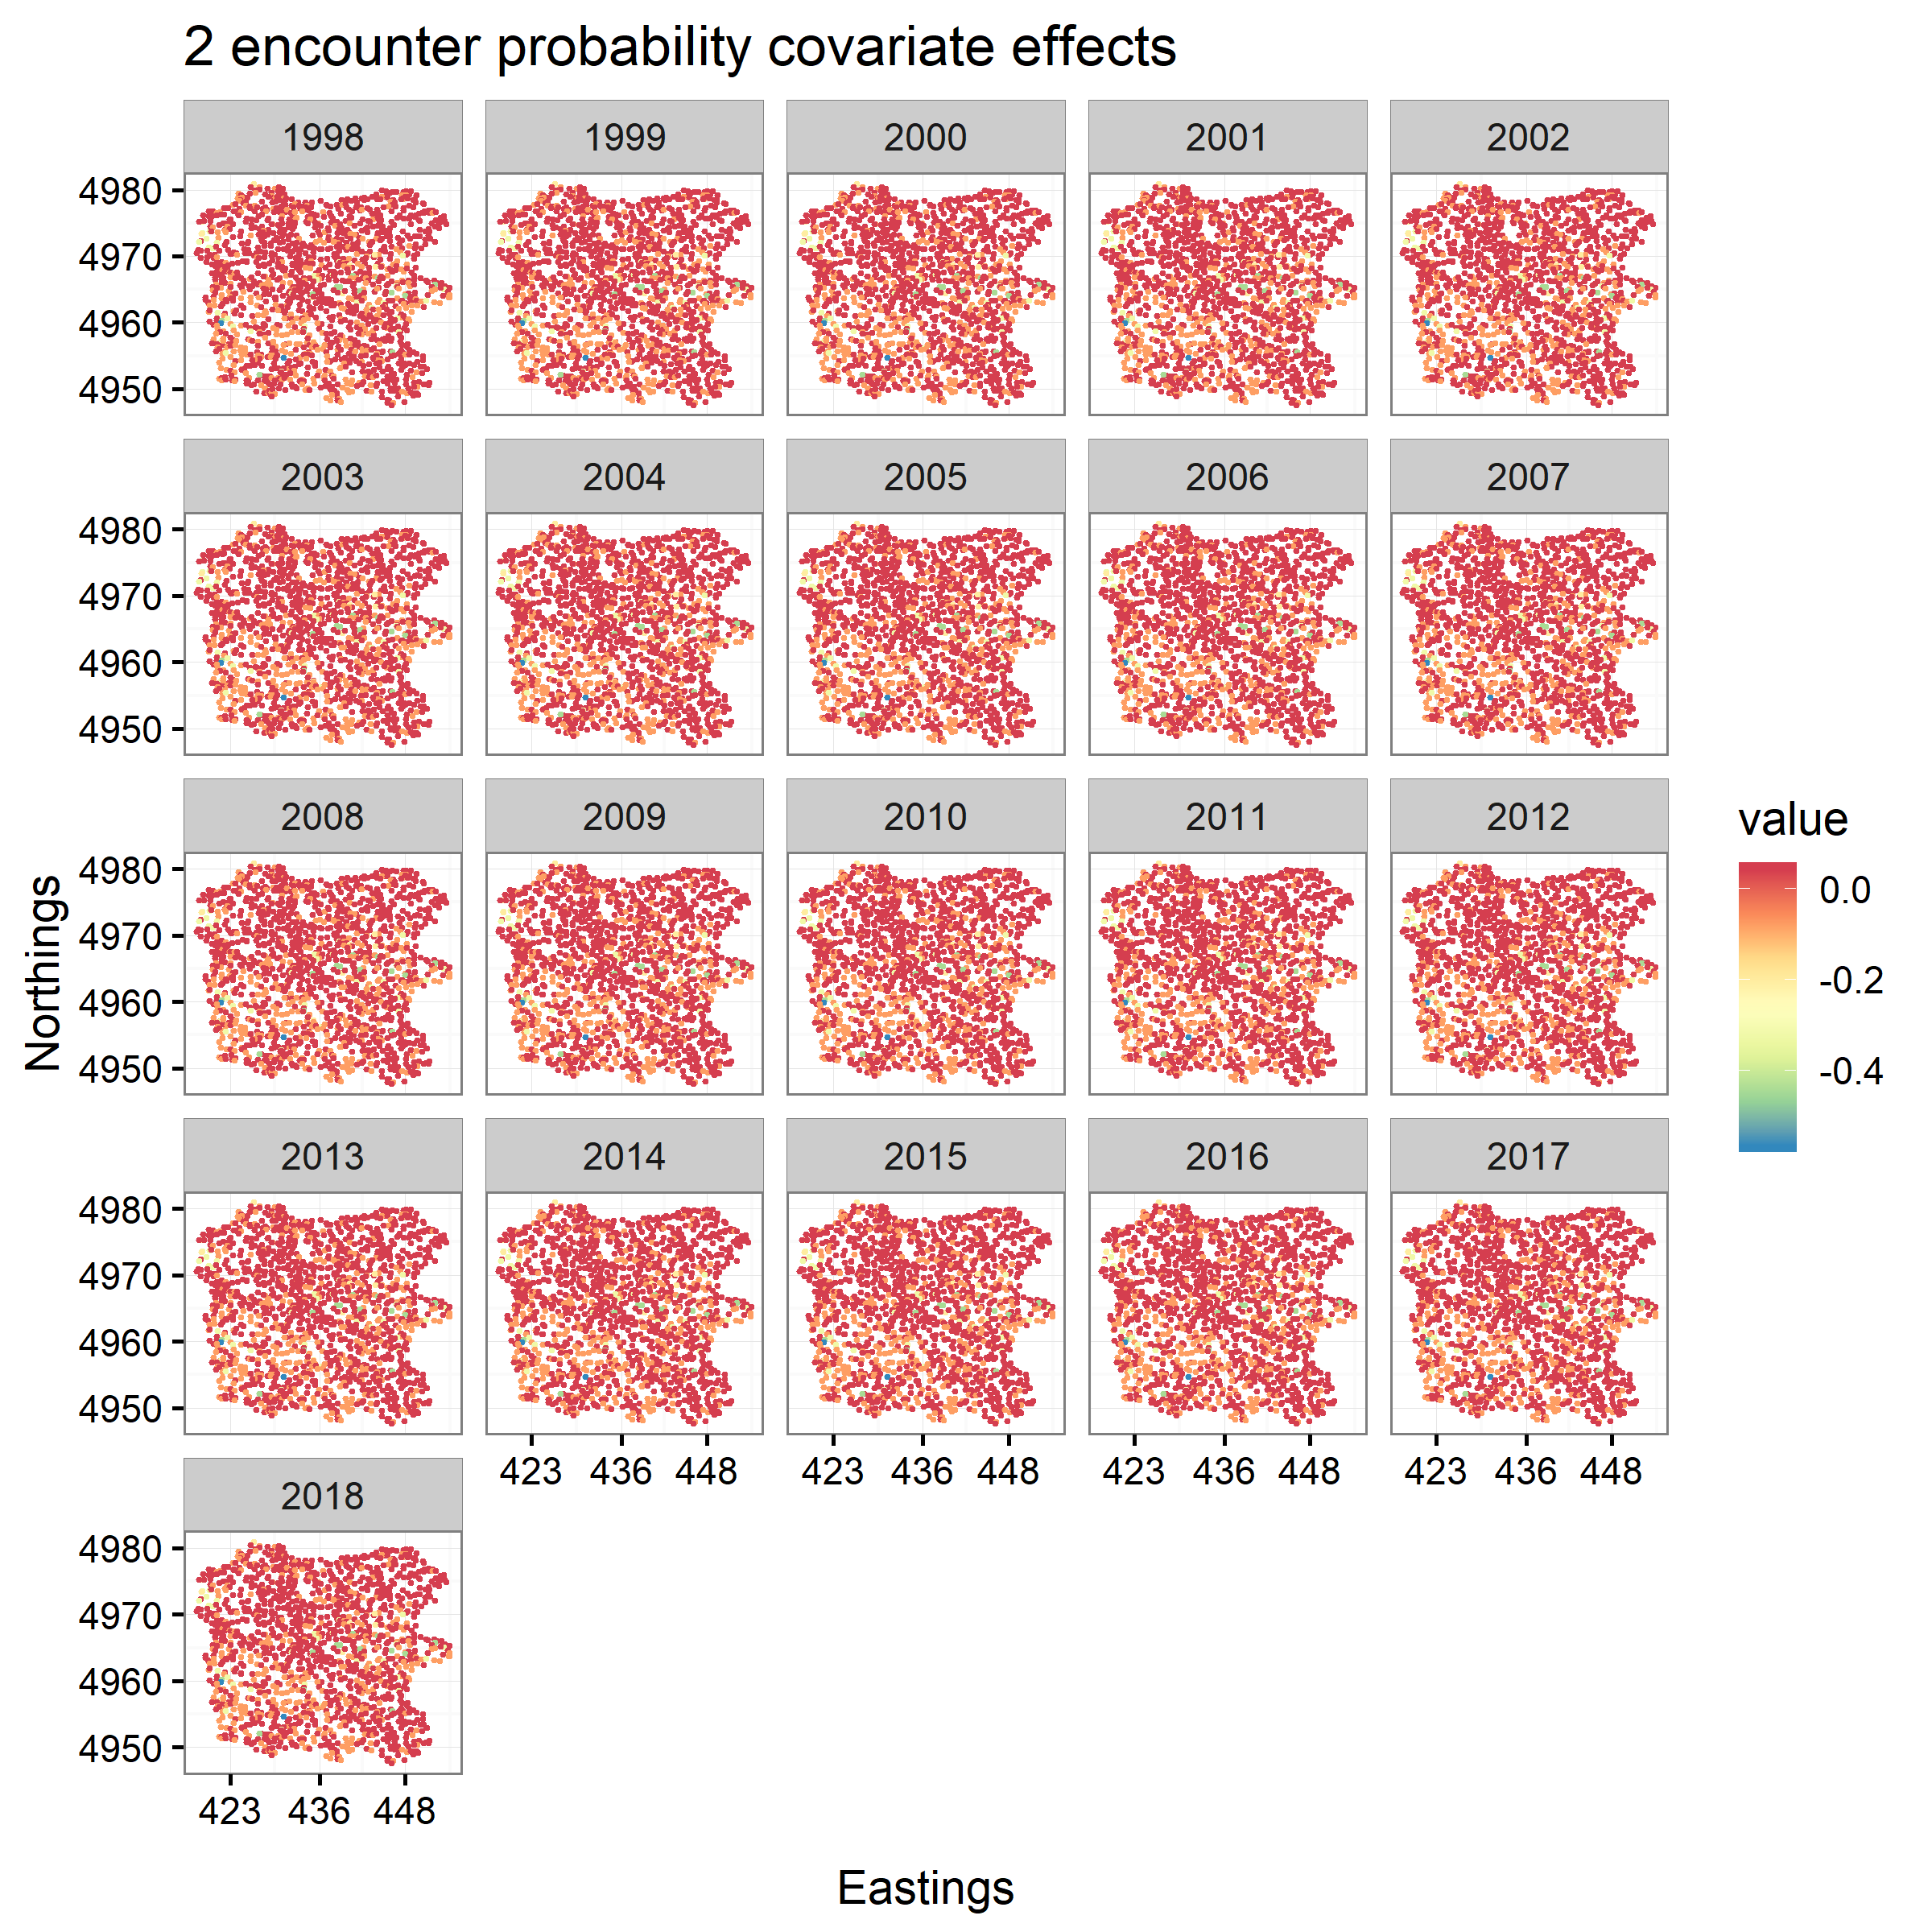 2 encounter probability covariate effects
1998 1999 2000 2001 2002
4980
4970
4960
4950
2003 2004 2005 2006 2007
4980
4970
4960
4950
2008 2009 2010 2011 2012
4980
4970
4960
4950
2013 2014 2015 2016 2017
4980
4970
4960
4950
423 436 448 423 436 448 423 436 448 423 436 448
2018
4980
4970
4960
4950
423 436 448
Northings
Eastings
value
0.0
-0.2
-0.4